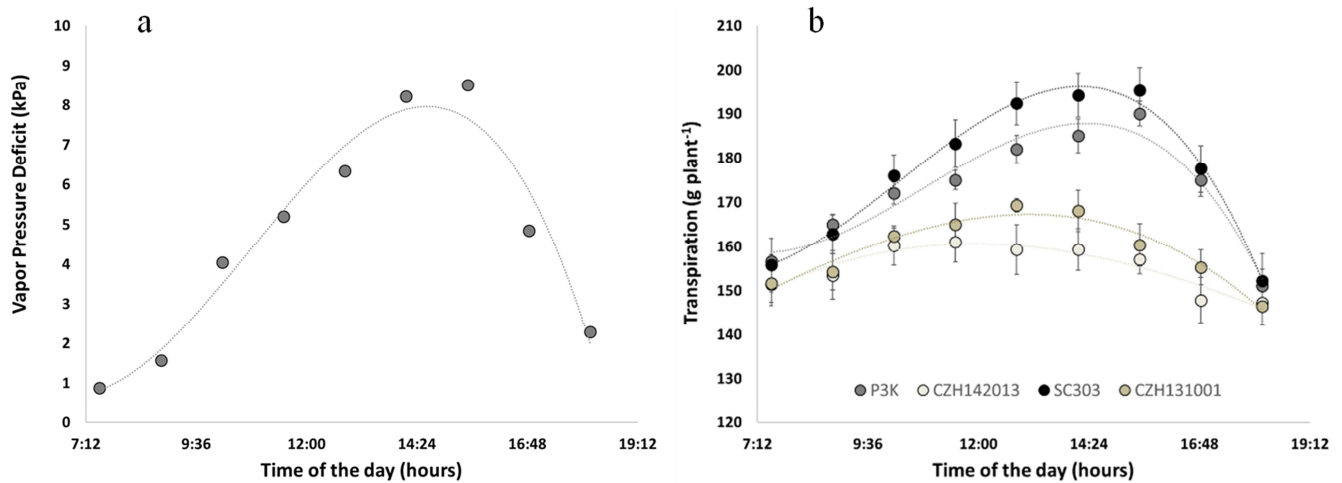 a
Vapor Pressure Deficit (kPa)
10
9
8
7
6
5
4
3
2
1
0
7:12 9:36 12:00 14:24 16:48 19:12
Time of the day (hours)
b
Transpiration (g plant-1)
210
200
190
180
170
160
150
140
130
120
P3K CZH142013 SC303 CZH131001
7:12 9:36 12:00 14:24 16:48 19:12
Time of the day (hours)